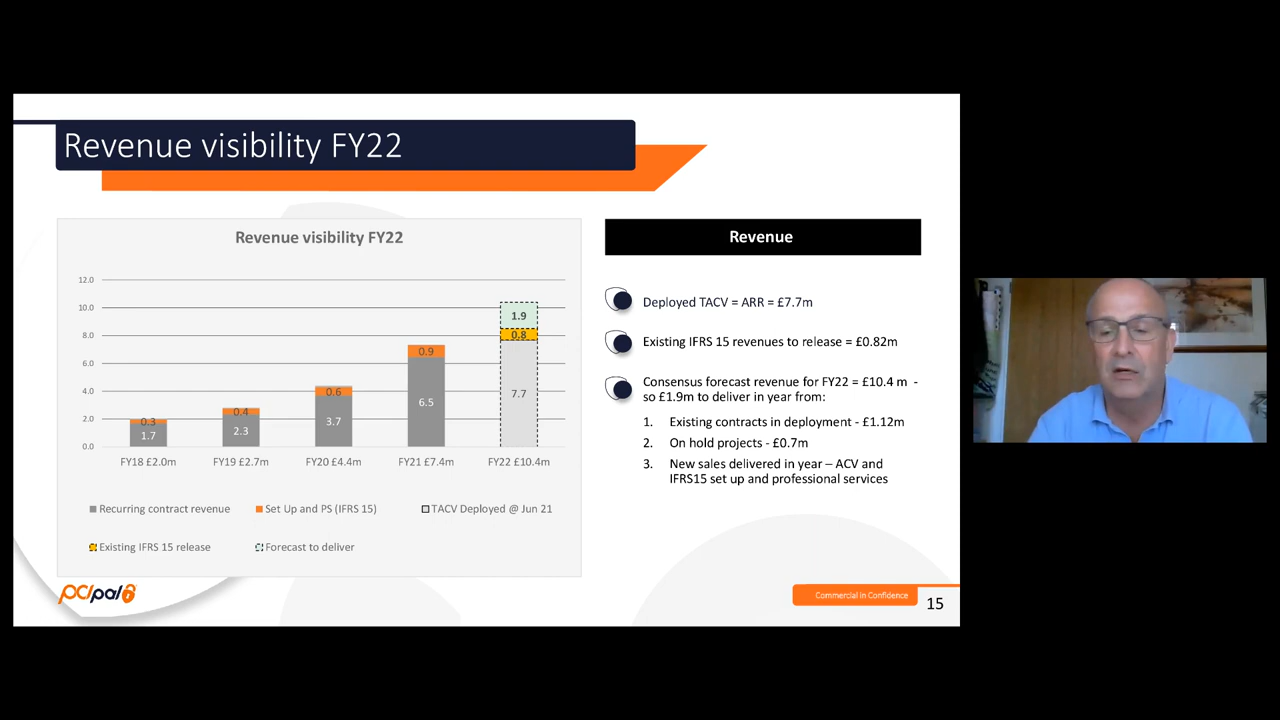 Revenue visibility FY22
Revenue visibility FY22
12.0
10.0
8.0
6.0
4.0
2.0
0.0
0.3
1.7
0.4
2.3
0.6
3.7
0.9
6.5
1.9
0.8
7.7
FY18 £2.0m
FY19 £2.7m
FY20 £4.4m
FY21 £7.4m
FY22 £10.4m
Recurring contract revenue
Set Up and PS (IFRS 15)
TACV Deployed @ Jun 21
Existing IFRS 15 release
Forecast to deliver
Revenue
Deployed TACV = ARR = £7.7m
Existing IFRS 15 revenues to release = £0.82m
Consensus forecast revenue for FY22 = £10.4 m -
so £1.9m to deliver in year from:
1. Existing contracts in deployment - £1.12m
2. On hold projects - £0.7m
3. New sales delivered in year – ACV and
IFRS15 set up and professional services
pcipal
Commercial in Confidence
15